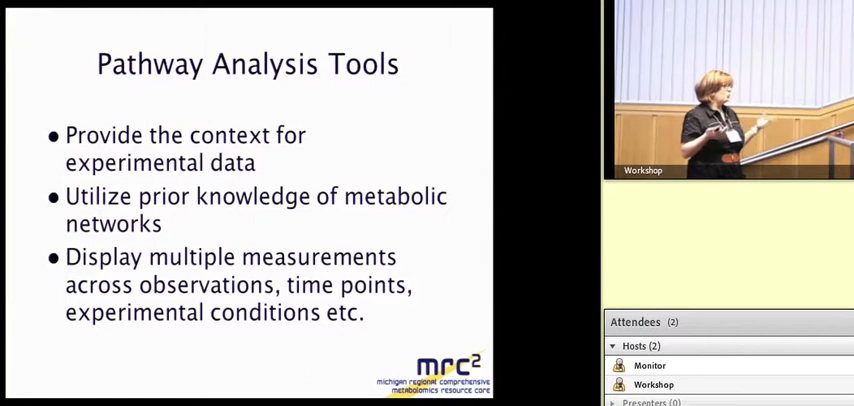 Pathway Analysis Tools
● Provide the context for
experimental data
● Utilize prior knowledge of metabolic
networks
● Display multiple measurements
across observations, time points,
experimental conditions etc.
mrc²
michigan regional comprehensive
metabolomics resource core
Workshop
Attendees (2)
Hosts (2)
Monitor
Workshop
Presenters (0)